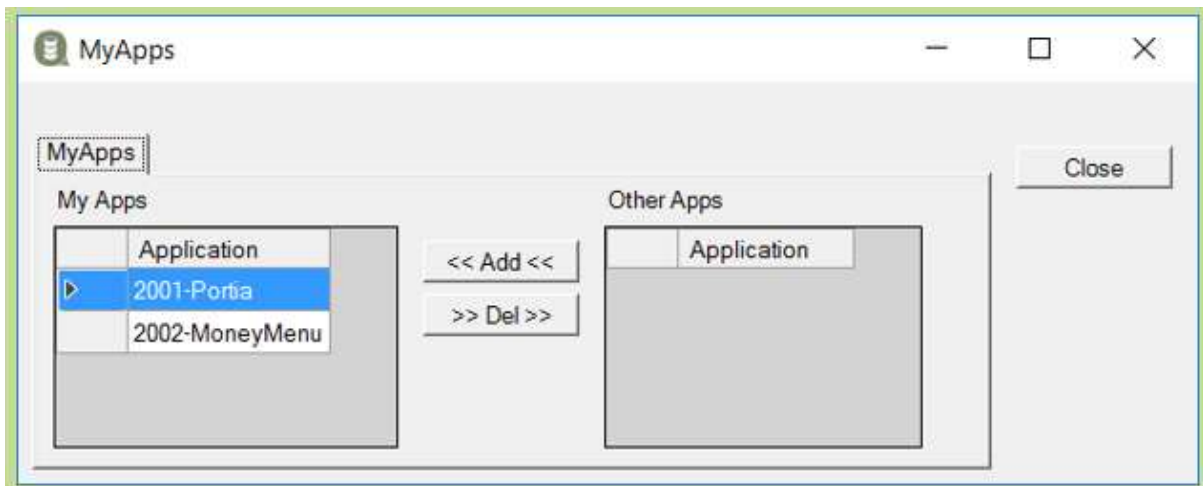 MyApps
MyApps
Close
My Apps
Other Apps
Application
<< Add <<
Application
2001-Portia
>> Del >>
2002-MoneyMenu